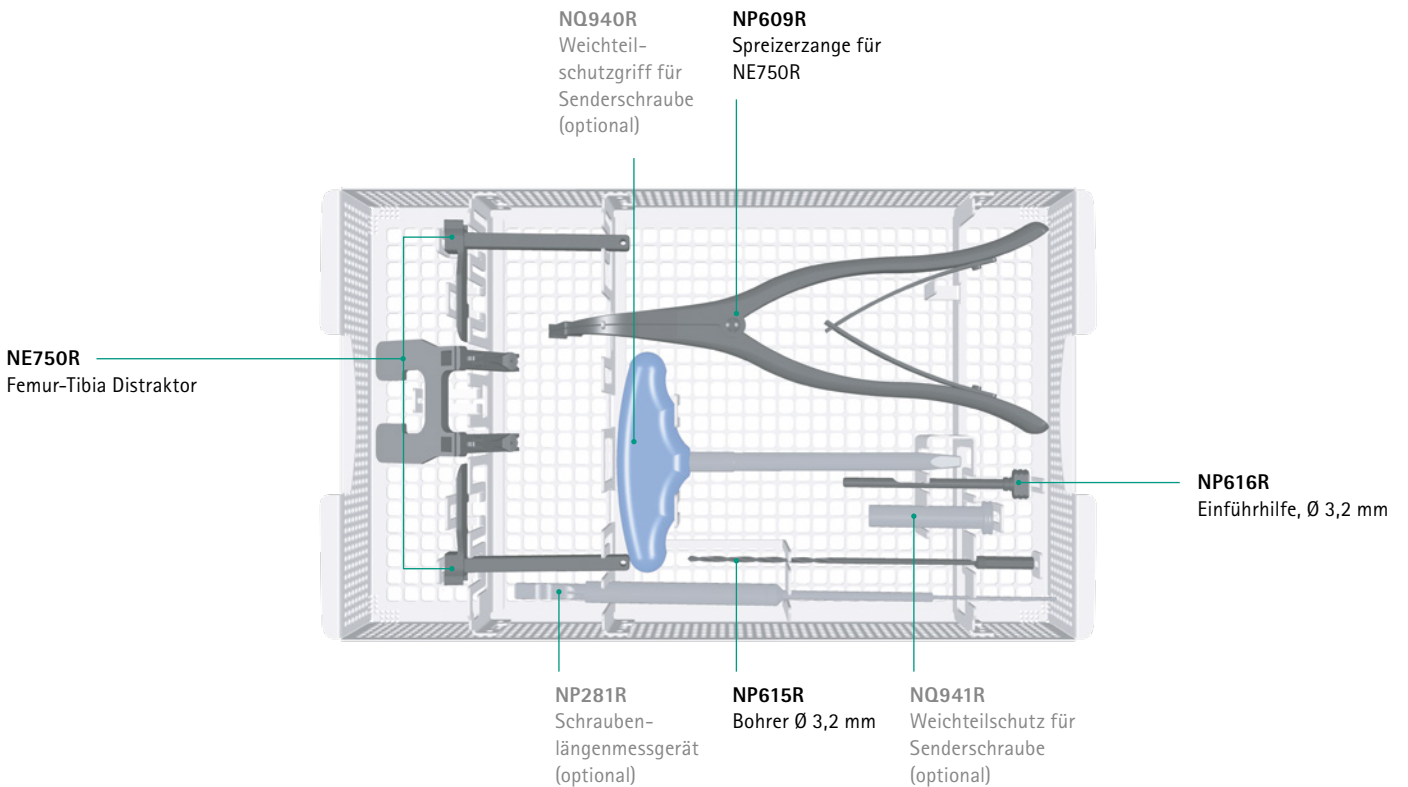 NQ940R
Weichteil-
schutzgriff für
Senderschraube
(optional)
NP609R
Spreizerzange für
NE750R
NE750R
Femur-Tibia Distraktor
NP616R
Einführhilfe, Ø 3,2 mm
NP281R
Schrauben-
längenmessgerät
(optional)
NP615R
Bohrer Ø 3,2 mm
NQ941R
Weichteilschutz für
Senderschraube
(optional)